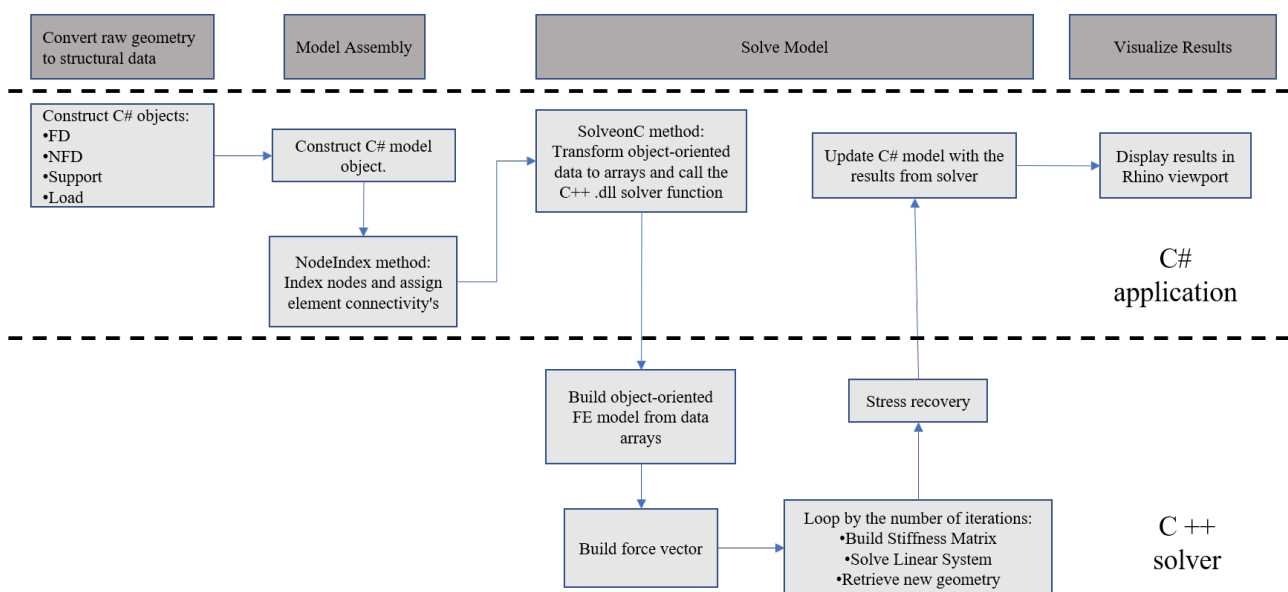 Convert raw geometry
to structural data
Model Assembly
Solve Model
Visualize Results
Construct C# objects:
•FD
•NFD
•Support
•Load
Construct C# model
object.
NodeIndex method:
Index nodes and assign
element connectivity's
SolveonC method:
Transform object-oriented
data to arrays and call the
C++ .dll solver function
Update C# model with the
results from solver
Display results in
Rhino viewport
C#
application
Build object-oriented
FE model from data
arrays
Stress recovery
Build force vector
Loop by the number of iterations:
•Build Stiffness Matrix
•Solve Linear System
•Retrieve new geometry
C ++
solver